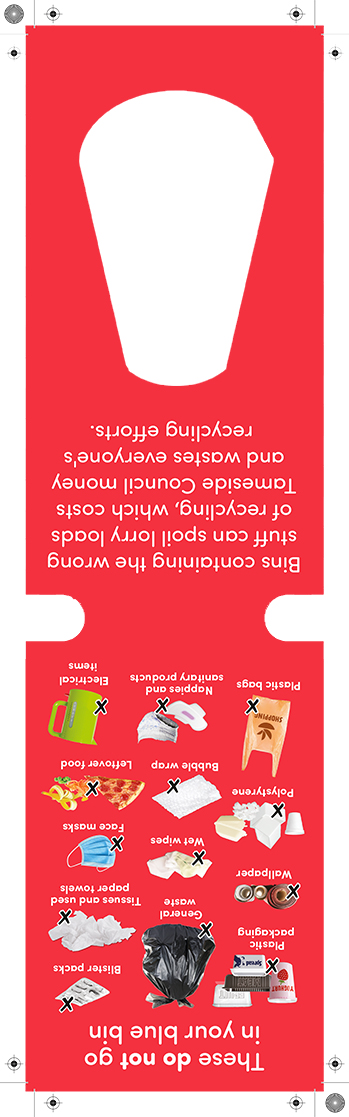 These do not go
in your blue bin
Plastic
packaging
General
waste
Blister packs
Wallpaper
Wet wipes
Tissues and used
paper towels
Polystyrene
Bubble wrap
Face masks
Leftover food
Plastic bags
Nappies and
sanitary products
Electrical
items
YOGHURT
Spread
SHOPPING
Bins containing the wrong
stuff can spoil lorry loads
of recycling, which costs
Tameside Council money
and wastes everyone's
recycling efforts.